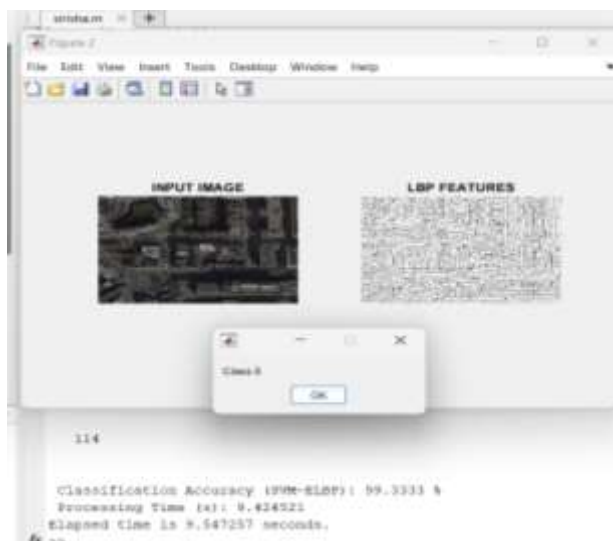 Figure 2
File Edit View Insert Tools Desktop Window Help
INPUT IMAGE LBP FEATURES
OK
114
Classification Accuracy (SVM-ELBP): 99.3333 %
Processing Time (s): 9.424521
Elapsed time is 9.547257 seconds.
fx >>